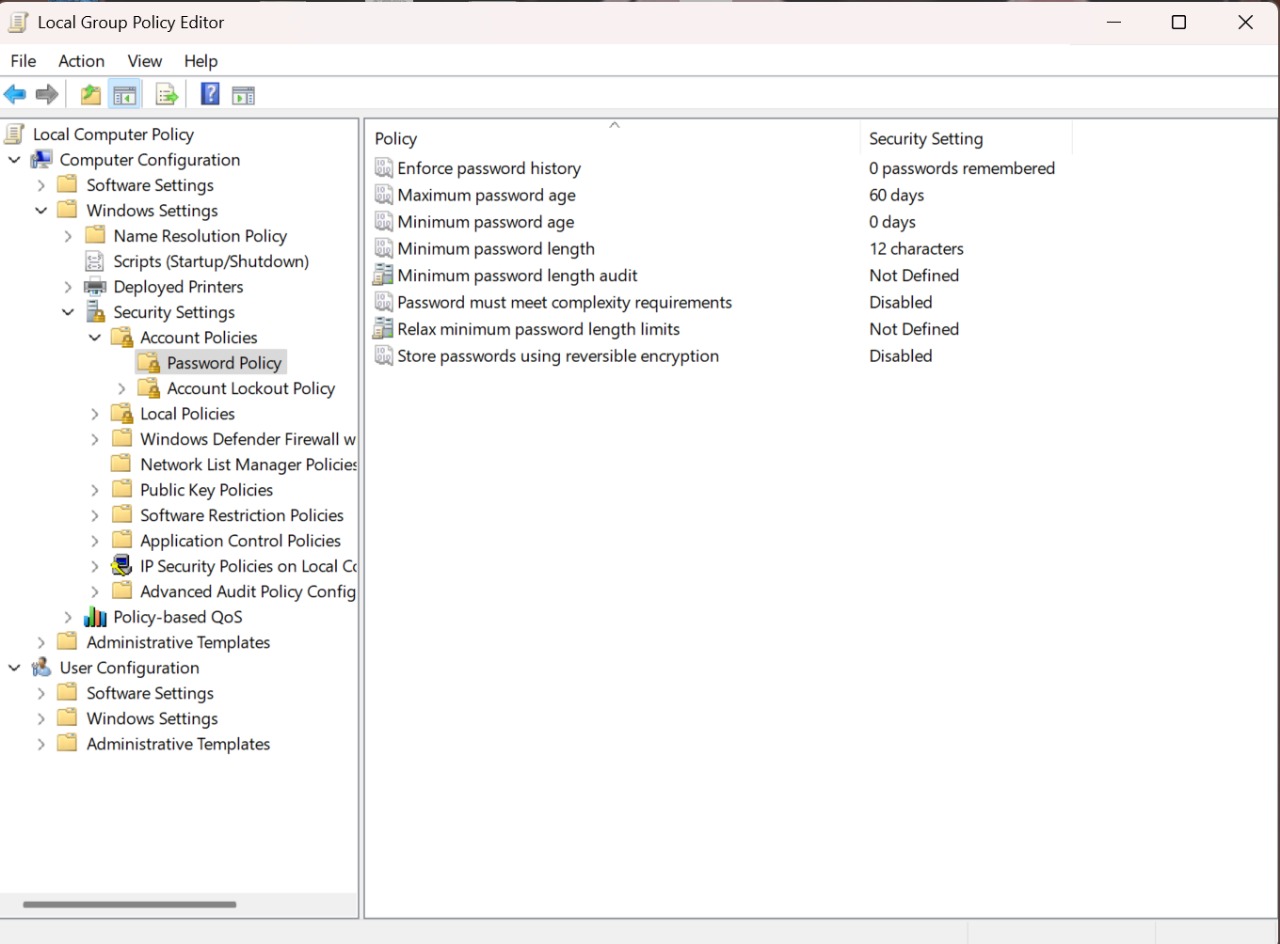 Local Group Policy Editor
File Action View Help
Local Computer Policy
Computer Configuration
Software Settings
Windows Settings
Name Resolution Policy
Scripts (Startup/Shutdown)
Deployed Printers
Security Settings
Account Policies
Password Policy
Account Lockout Policy
Local Policies
Windows Defender Firewall w
Network List Manager Policies
Public Key Policies
Software Restriction Policies
Application Control Policies
IP Security Policies on Local Co
Advanced Audit Policy Config
Policy-based QoS
Administrative Templates
User Configuration
Software Settings
Windows Settings
Administrative Templates
Policy Security Setting
Enforce password history 0 passwords remembered
Maximum password age 60 days
Minimum password age 0 days
Minimum password length 12 characters
Minimum password length audit Not Defined
Password must meet complexity requirements Disabled
Relax minimum password length limits Not Defined
Store passwords using reversible encryption Disabled